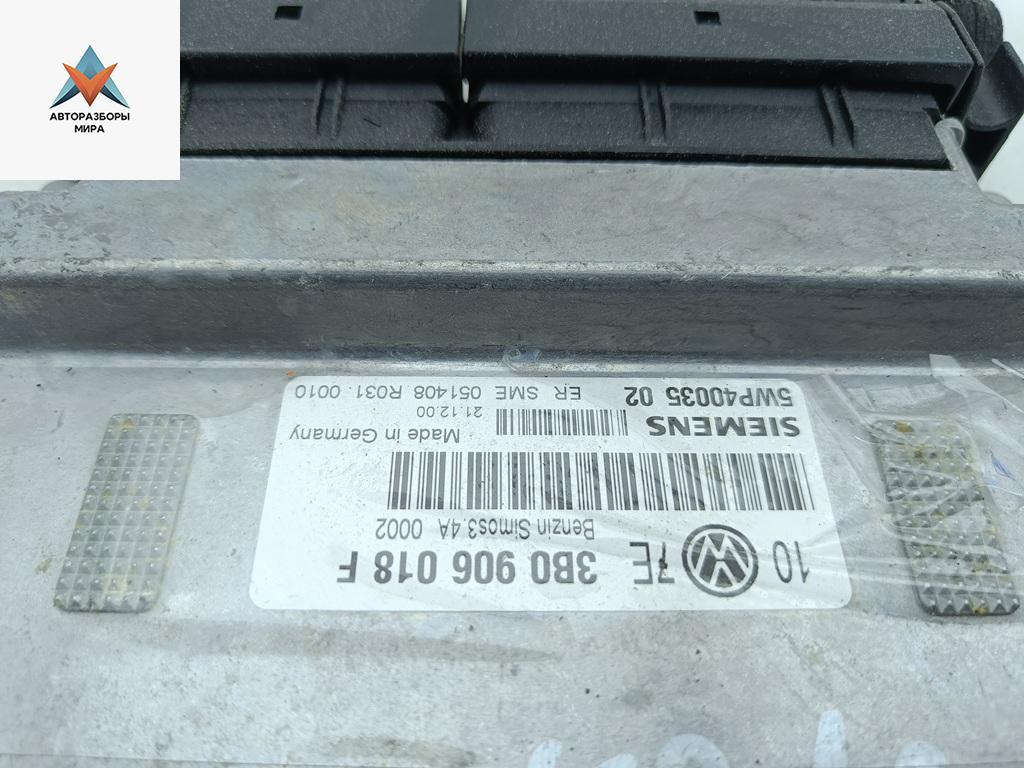 АВТОРАЗБОРЫ
МИРА
10 7E 3B0 906 018 F
Benzin Simos3.4A 0002
SIEMENS
Made in Germany
21.12.00
5WP40035 02
ER SME 051408 R031.0010